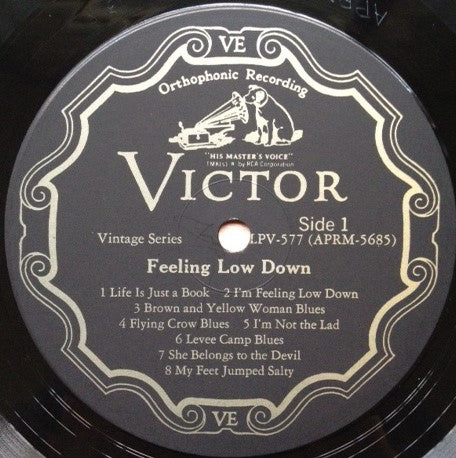 VE
Orthophonic Recording
"HIS MASTER'S VOICE"
VICTOR
Side 1
Vintage Series
LPV-577 (APRM-5685)
Feeling Low Down
1 Life Is Just a Book 2 I'm Feeling Low Down
3 Brown and Yellow Woman Blues
4 Flying Crow Blues 5 I'm Not the Lad
6 Levee Camp Blues
7 She Belongs to the Devil
8 My Feet Jumped Salty
VE